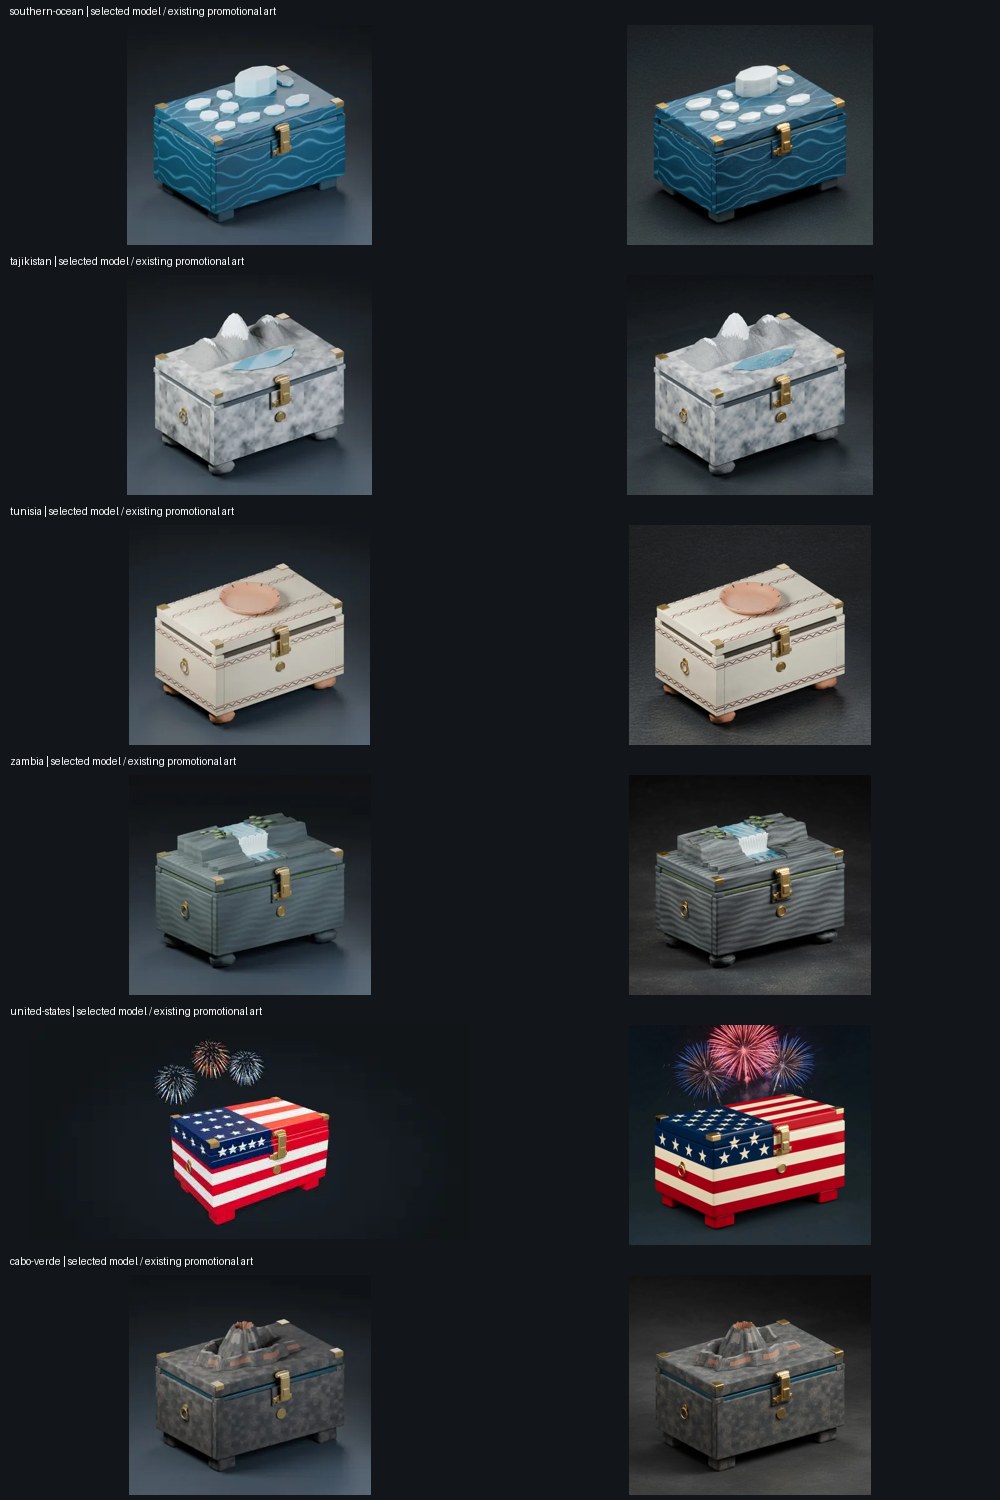 southern-ocean | selected model / existing promotional art
tajikistan | selected model / existing promotional art
tunisia | selected model / existing promotional art
zambia | selected model / existing promotional art
united-states | selected model / existing promotional art
cabo-verde | selected model / existing promotional art